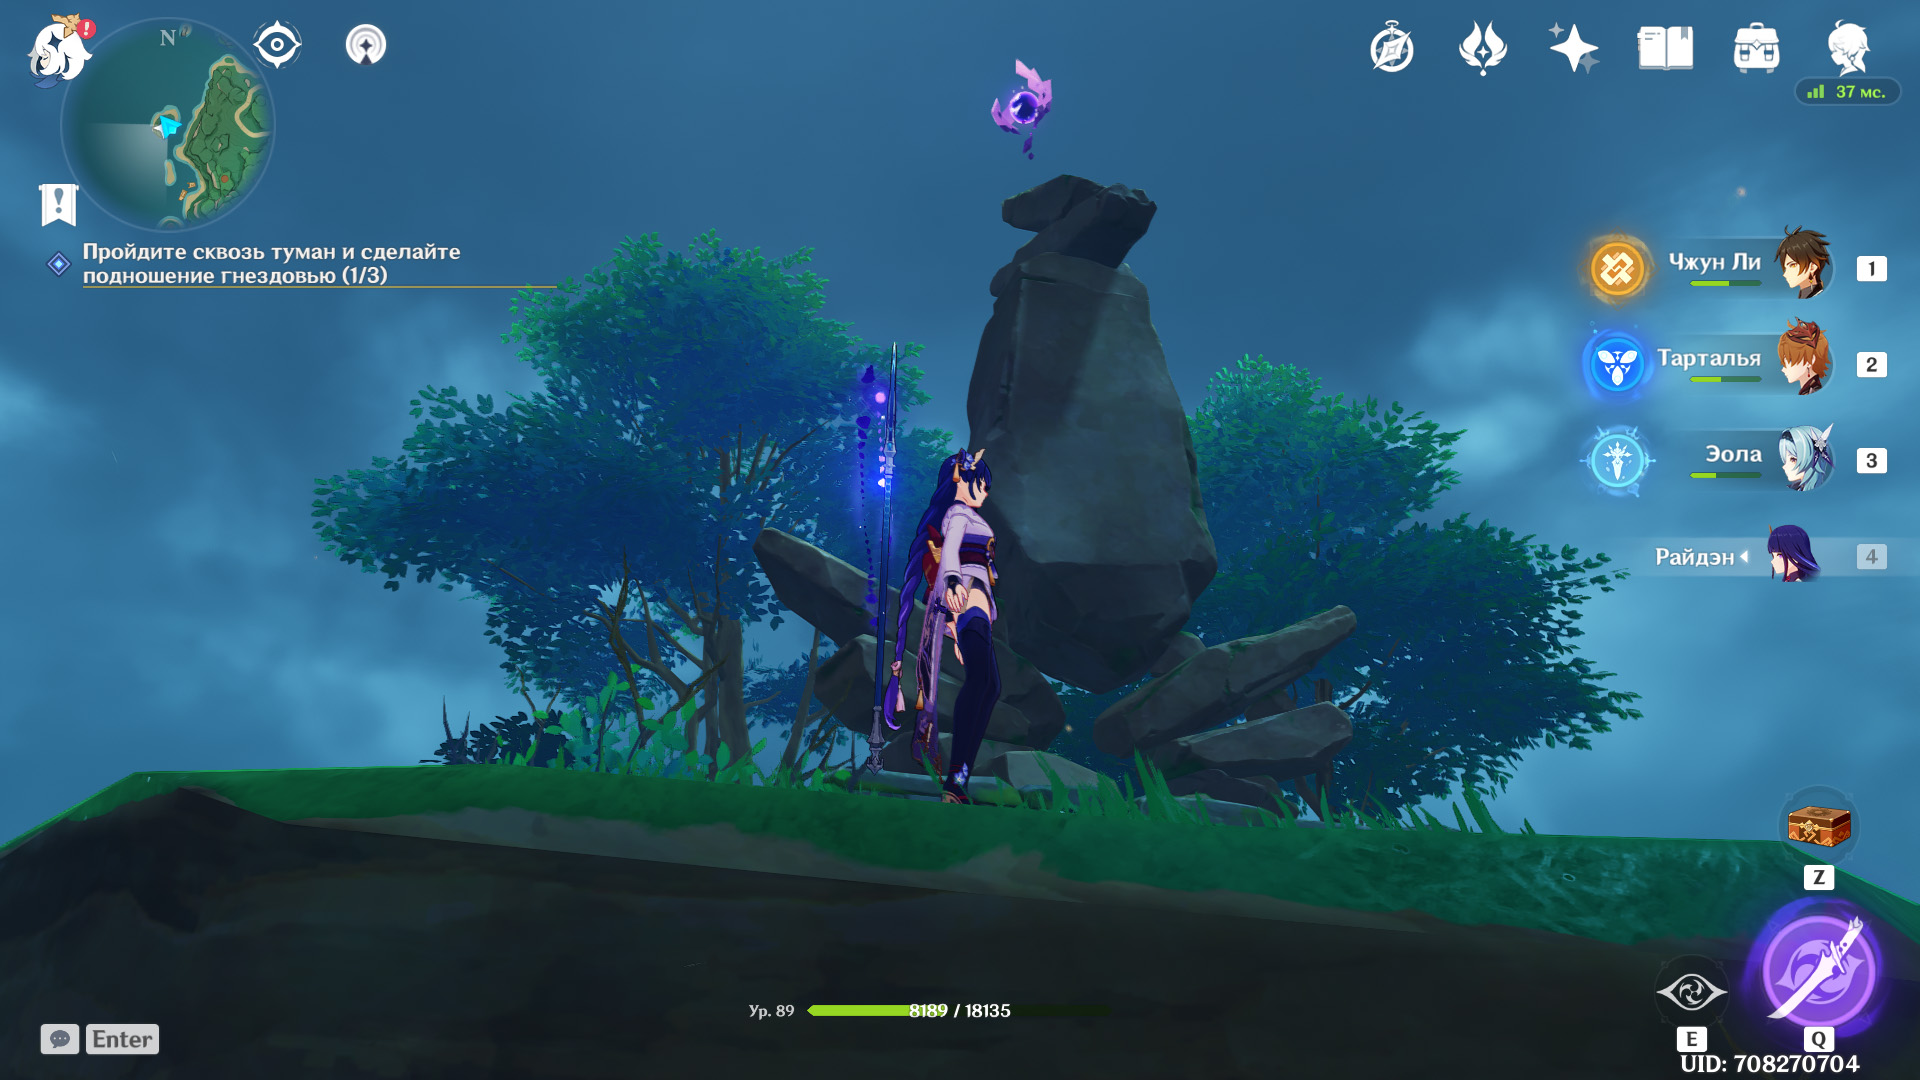 N
37 мс.
Пройдите сквозь туман и сделайте
подношение гнездовью (1/3)
Чжун Ли
1
Тарталья
2
Эола
3
Райдэн
4
Z
Ур. 89
8189 / 18135
Enter
E
Q
UID: 708270704